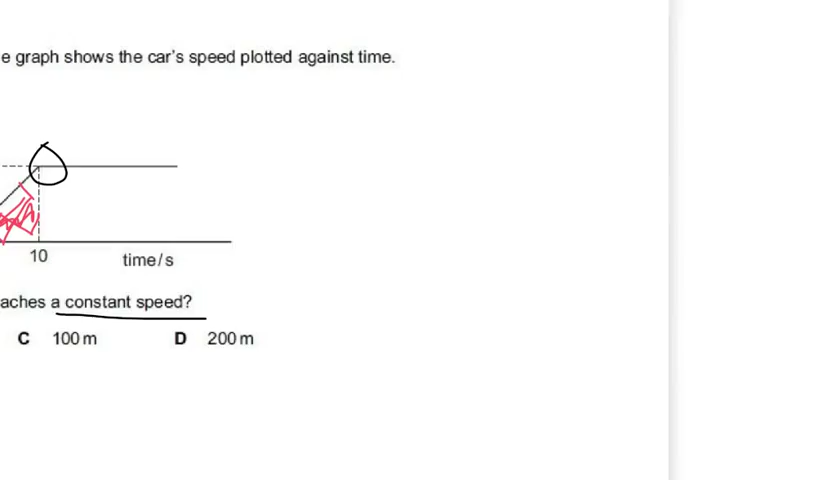 e graph shows the car's speed plotted against time.
10
time/s
aches a constant speed?
C 100 m D 200 m